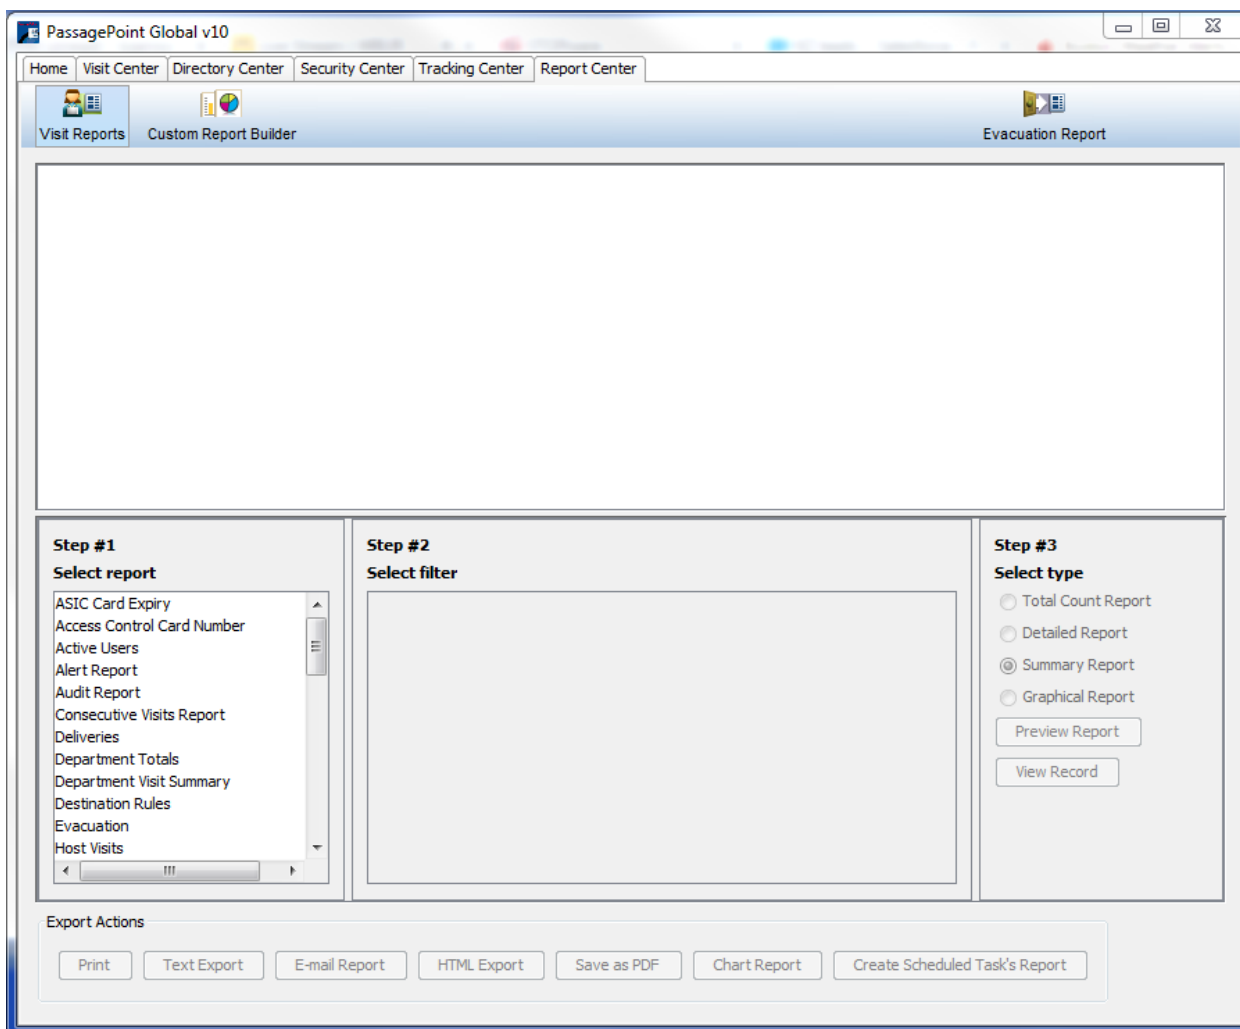 PassagePoint Global v10
Home Visit Center Directory Center Security Center Tracking Center Report Center
Visit Reports Custom Report Builder Evacuation Report
Step #1
Select report
ASIC Card Expiry
Access Control Card Number
Active Users
Alert Report
Audit Report
Consecutive Visits Report
Deliveries
Department Totals
Department Visit Summary
Destination Rules
Evacuation
Host Visits
Step #2
Select filter
Step #3
Select type
Total Count Report
Detailed Report
Summary Report
Graphical Report
Preview Report
View Record
Export Actions
Print Text Export E-mail Report HTML Export Save as PDF Chart Report Create Scheduled Task's Report